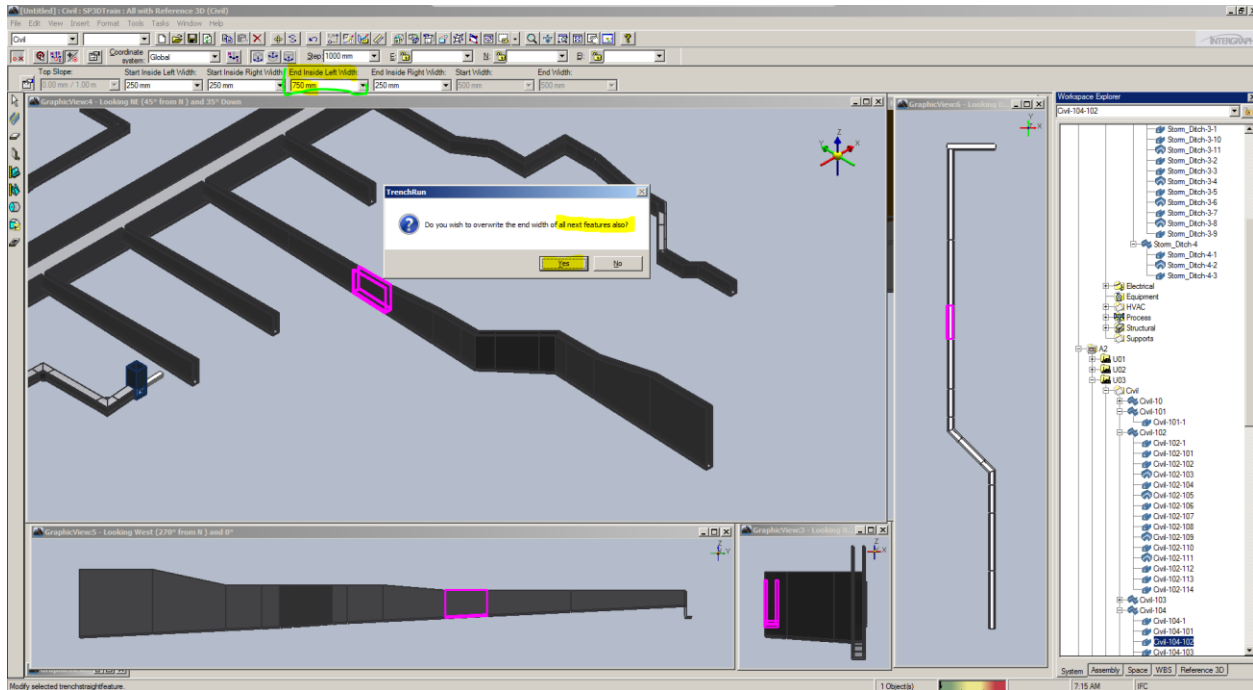 [Untitled] : Civil : SP3DTrain : All with Reference 3D (Civil)
File Edit View Insert Format Tools Tasks Window Help
Civil
INTERGRAPH
Coordinate system: Global Step: 1000 mm E: N: El:
Top Slope: Start Inside Left Width: Start Inside Right Width: End Inside Left Width: End Inside Right Width: Start Width: End Width:
0.00 mm / 1.00 m 250 mm 250 mm 750 mm 250 mm 500 mm 500 mm
GraphicView:4 - Looking NE (45° from N ) and 35° Down
Z
Y X
TrenchRun
Do you wish to overwrite the end width of all next features also?
Yes No
GraphicView:5 - Looking West (270° from N ) and 0°
Z
Y
GraphicView:3 - Looking
Z
X
GraphicView:6 - Looking
Y
X
Workspace Explorer
Civil-104-102
Storm_Ditch-3-1
Storm_Ditch-3-10
Storm_Ditch-3-11
Storm_Ditch-3-2
Storm_Ditch-3-3
Storm_Ditch-3-4
Storm_Ditch-3-5
Storm_Ditch-3-6
Storm_Ditch-3-7
Storm_Ditch-3-8
Storm_Ditch-3-9
Storm_Ditch-4
Storm_Ditch-4-1
Storm_Ditch-4-2
Storm_Ditch-4-3
Electrical
Equipment
HVAC
Process
Structural
Supports
A2
U01
U02
U03
Civil
Civil-10
Civil-101
Civil-101-1
Civil-102
Civil-102-1
Civil-102-101
Civil-102-102
Civil-102-103
Civil-102-104
Civil-102-105
Civil-102-106
Civil-102-107
Civil-102-108
Civil-102-109
Civil-102-110
Civil-102-111
Civil-102-112
Civil-102-113
Civil-102-114
Civil-103
Civil-104
Civil-104-1
Civil-104-101
Civil-104-102
Civil-104-103
System Assembly Space WBS Reference 3D
Modify selected trenchstraightfeature. 1 Object(s) 7:15 AM IFC